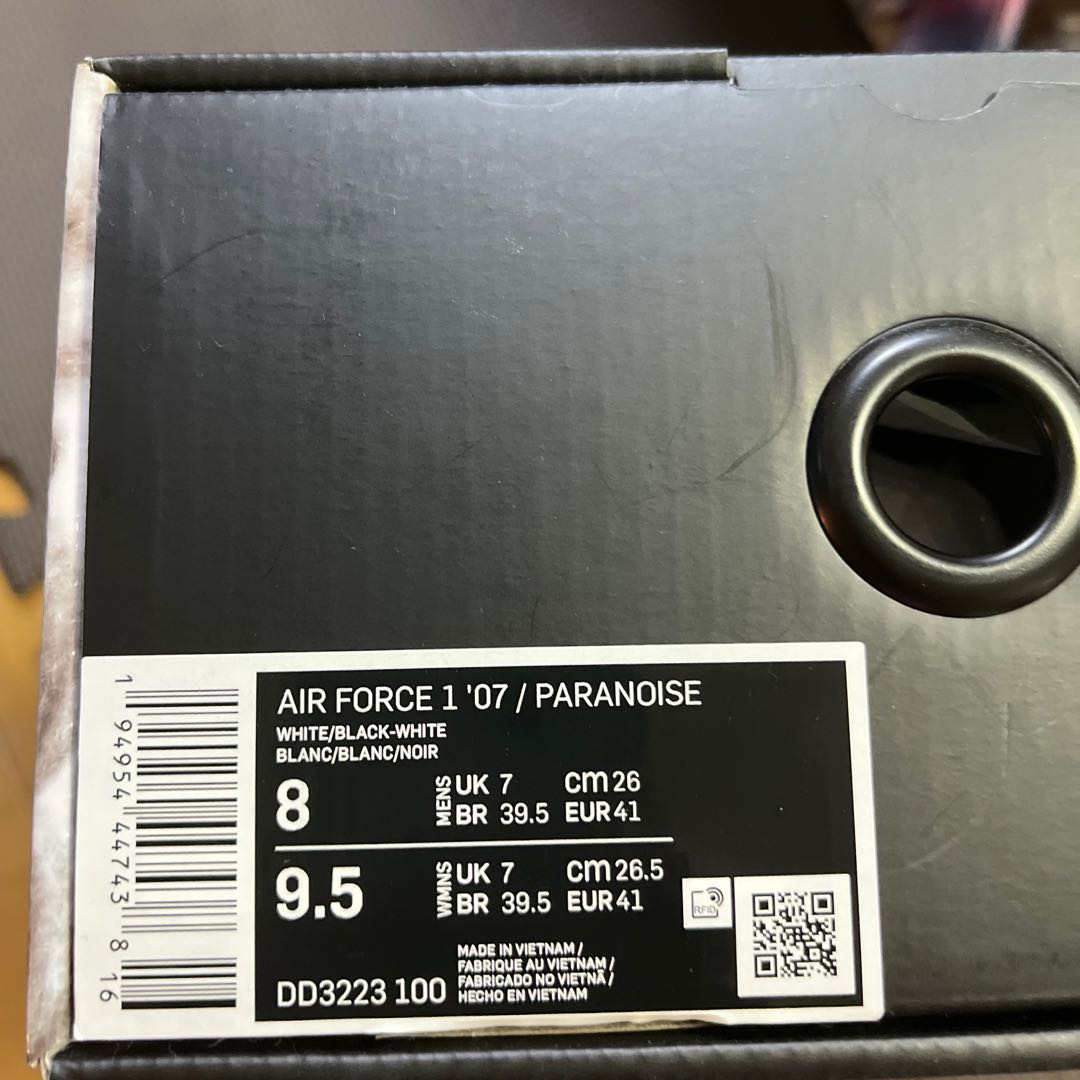 AIR FORCE 1 '07 / PARANOISE
WHITE/BLACK-WHITE
BLANC/BLANC/NOIR
8 MENS UK 7 cm 26
BR 39.5 EUR 41
9.5 WMNS UK 7 cm 26.5
BR 39.5 EUR 41
RFID
MADE IN VIETNAM /
FABRIQUE AU VIETNAM /
FABRICADO NO VIETNÃ /
HECHO EN VIETNAM
DD3223 100
1 94954 44743 8 16